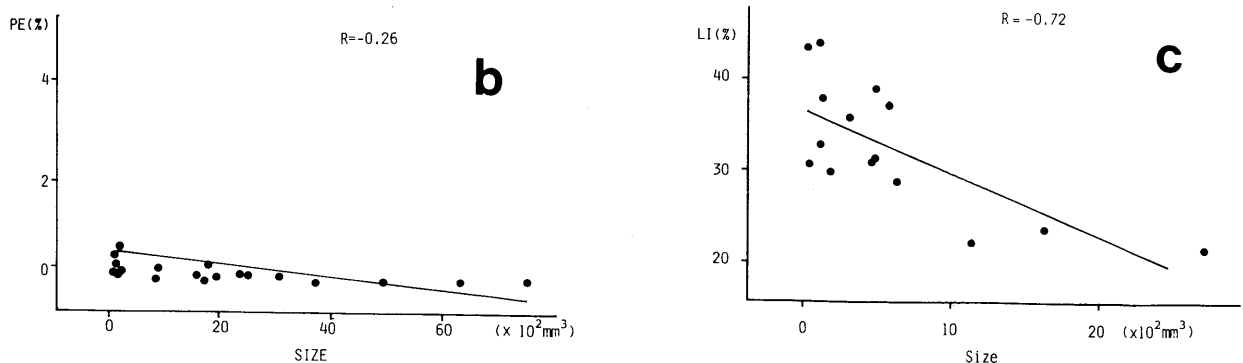 PE(%)
R=-0.26
b
4
2
0
0
20
40
60
(x 10²mm³)
SIZE
R = -0.72
LI(%)
c
40
30
20
0
10
20
(x10²mm³)
Size